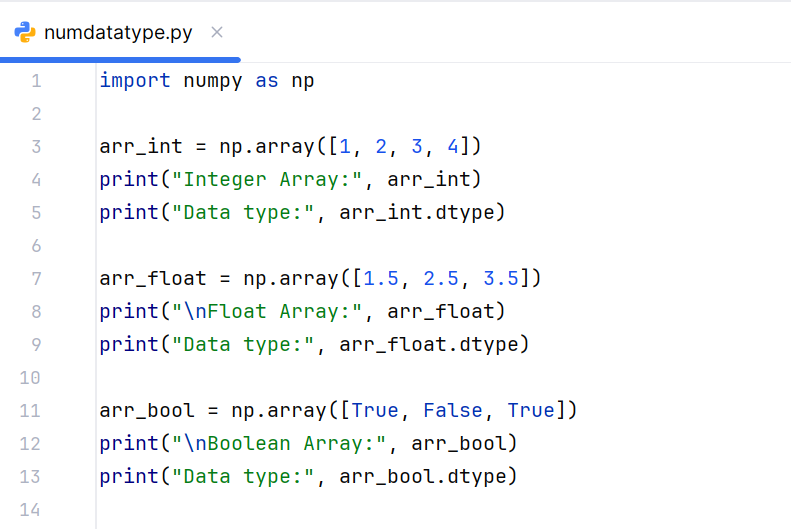 numdatatype.py
1 import numpy as np
2
3 arr_int = np.array([1, 2, 3, 4])
4 print("Integer Array:", arr_int)
5 print("Data type:", arr_int.dtype)
6
7 arr_float = np.array([1.5, 2.5, 3.5])
8 print("\nFloat Array:", arr_float)
9 print("Data type:", arr_float.dtype)
10
11 arr_bool = np.array([True, False, True])
12 print("\nBoolean Array:", arr_bool)
13 print("Data type:", arr_bool.dtype)
14